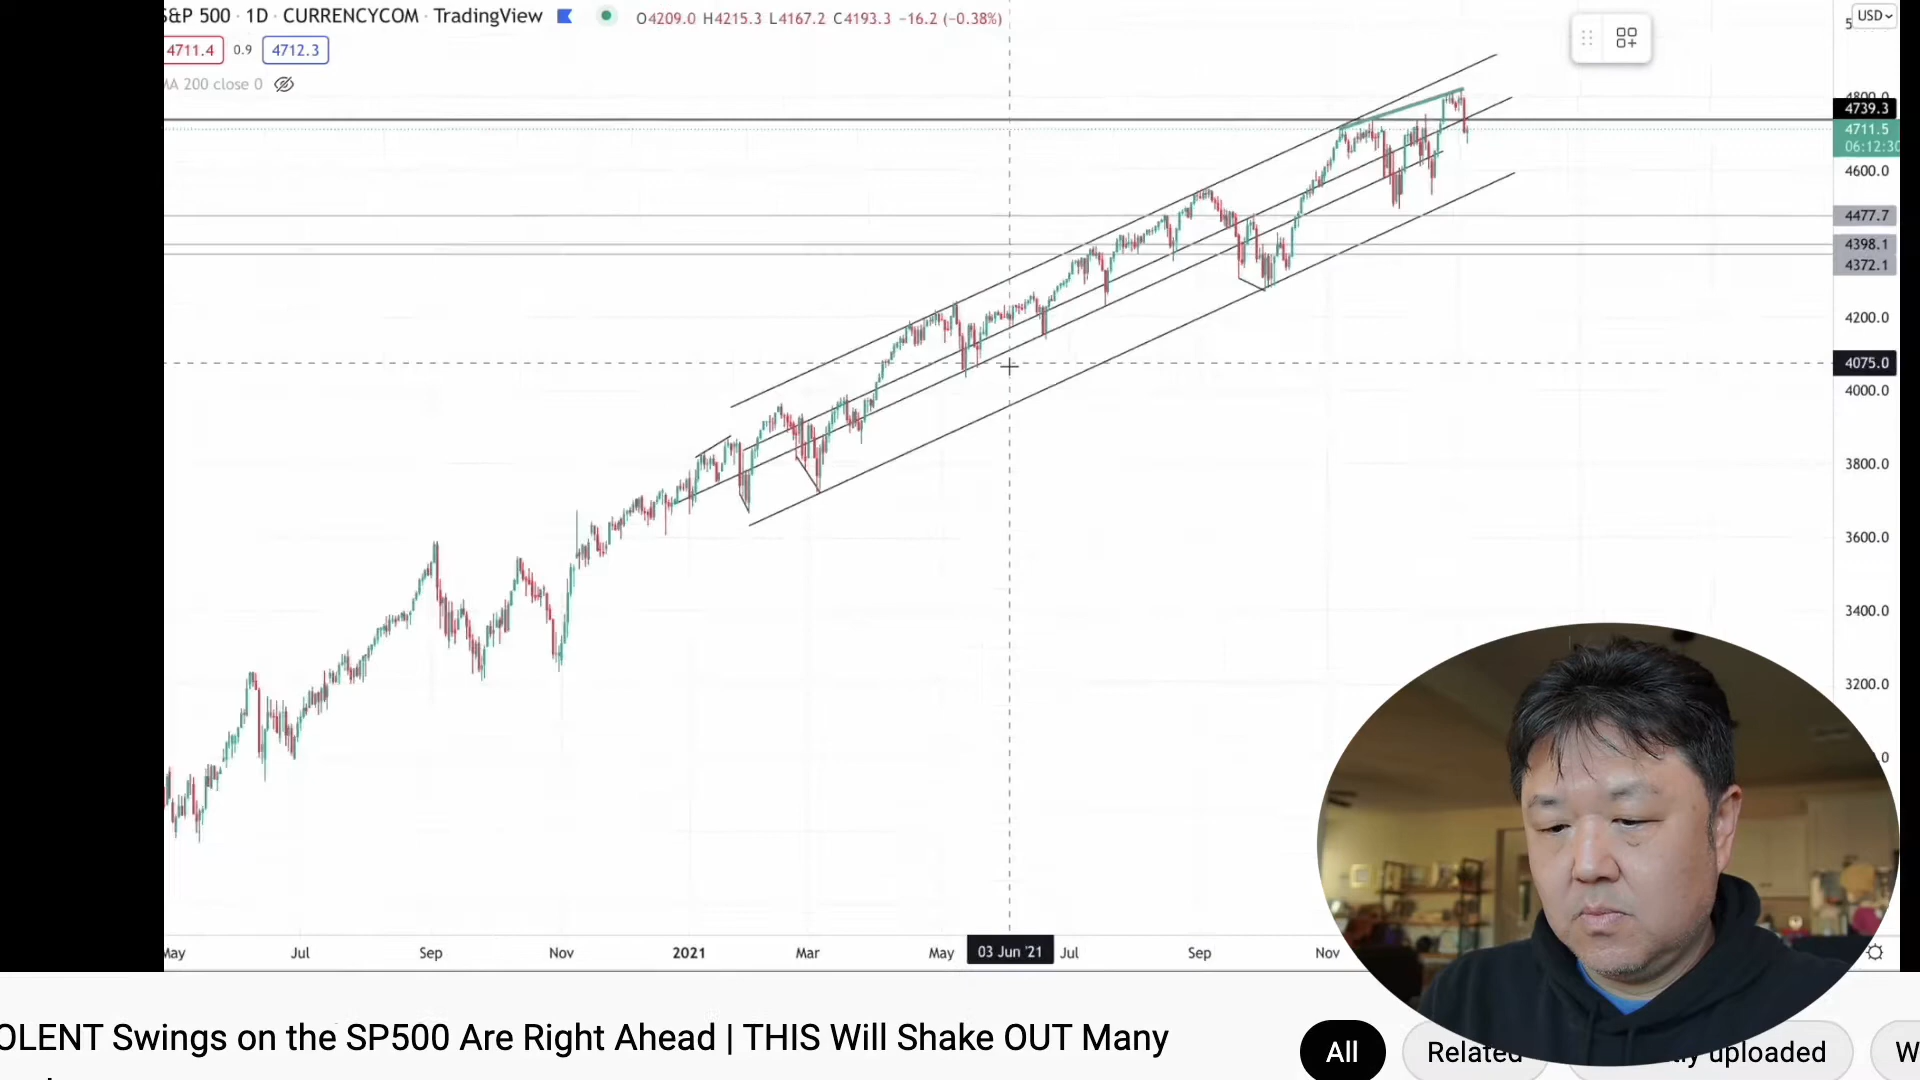 S&P 500 · 1D · CURRENCYCOM · TradingView O4209.0 H4215.3 L4167.2 C4193.3 −16.2 (−0.38%)
USD
4711.4 0.9 4712.3
MA 200 close 0
4800.0
4739.3
4711.5
06:12:30
4600.0
4477.7
4398.1
4372.1
4200.0
4075.0
4000.0
3800.0
3600.0
3400.0
3200.0
May Jul Sep Nov 2021 Mar May 03 Jun '21 Jul Sep Nov
OLENT Swings on the SP500 Are Right Ahead | THIS Will Shake OUT Many
All Related uploaded W